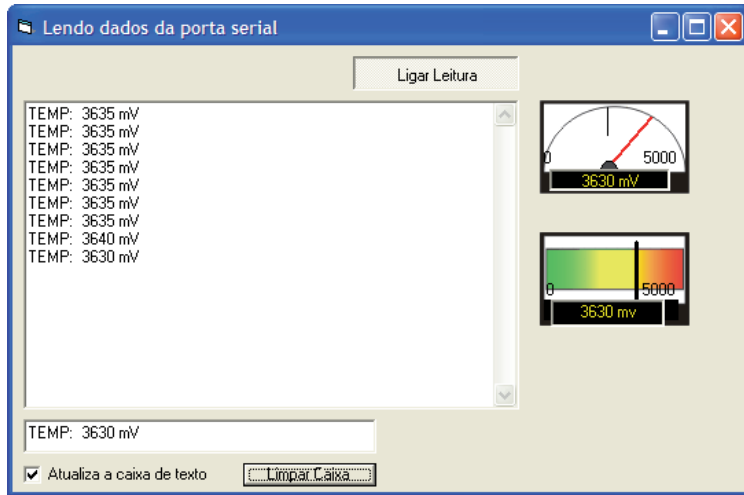 Lendo dados da porta serial
Ligar Leitura
TEMP: 3635 mV
TEMP: 3635 mV
TEMP: 3635 mV
TEMP: 3635 mV
TEMP: 3635 mV
TEMP: 3635 mV
TEMP: 3635 mV
TEMP: 3640 mV
TEMP: 3630 mV
0 5000
3630 mV
0 5000
3630 mv
TEMP: 3630 mV
Atualiza a caixa de texto
Limpar Caixa